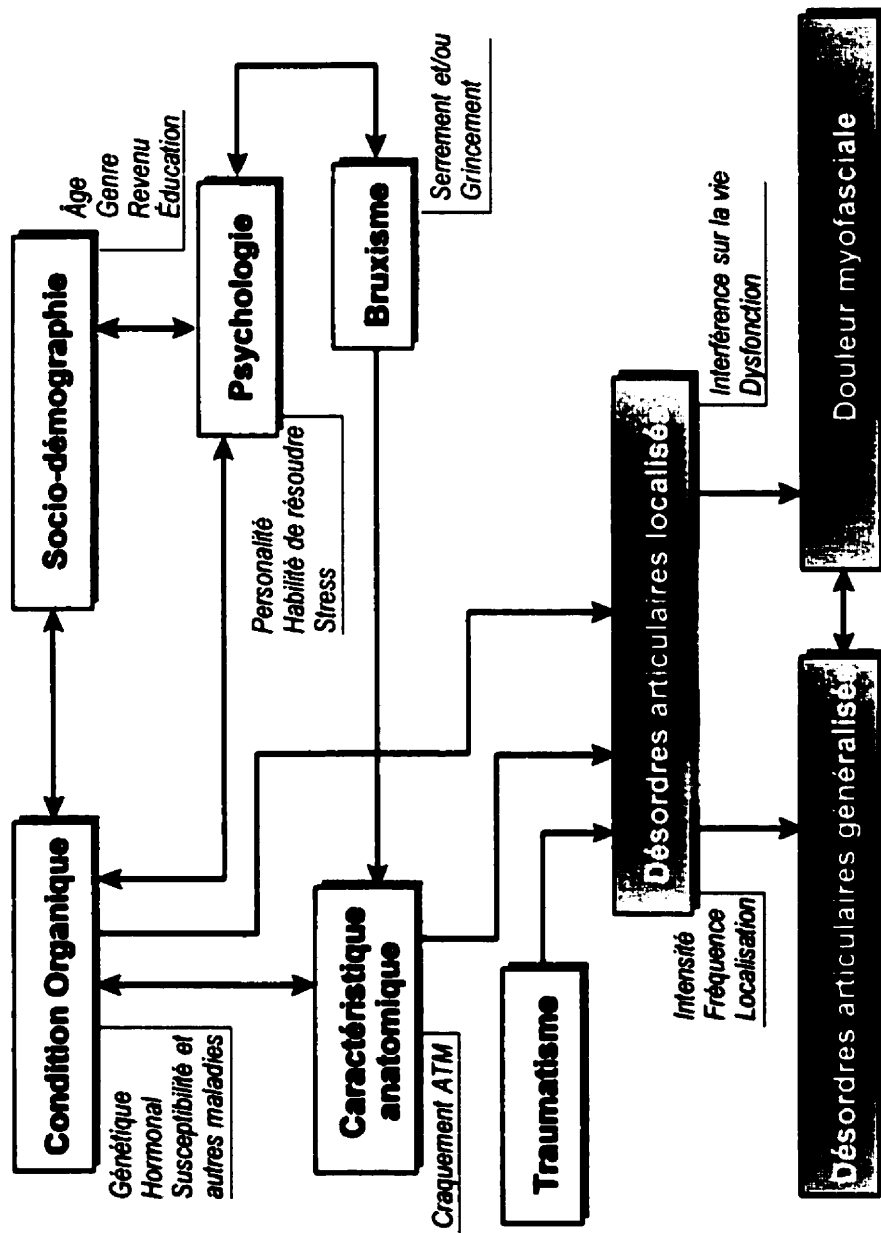 Condition Organique
Génétique
Hormonal
Susceptibilité et
autres maladies
Socio-démographie
Âge
Genre
Revenu
Éducation
Psychologie
Personalité
Habilité de résoudre
Stress
Caractéristique
anatomique
Craquement ATM
Bruxisme
Serrement et/ou
Grincement
Traumatisme
Désordres articulaires localisé
Intensité
Fréquence
Localisation
Interférence sur la vie
Dysfonction
Désordres articulaires généralisé
Douleur myofasciale